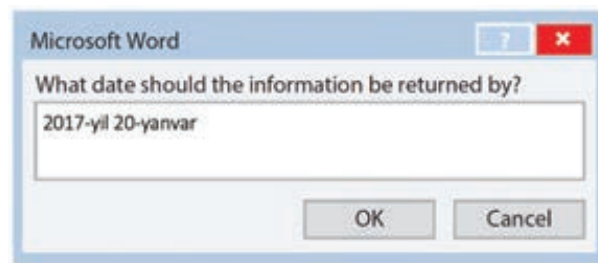 Microsoft Word
?
What date should the information be returned by?
2017-yil 20-yanvar
OK Cancel